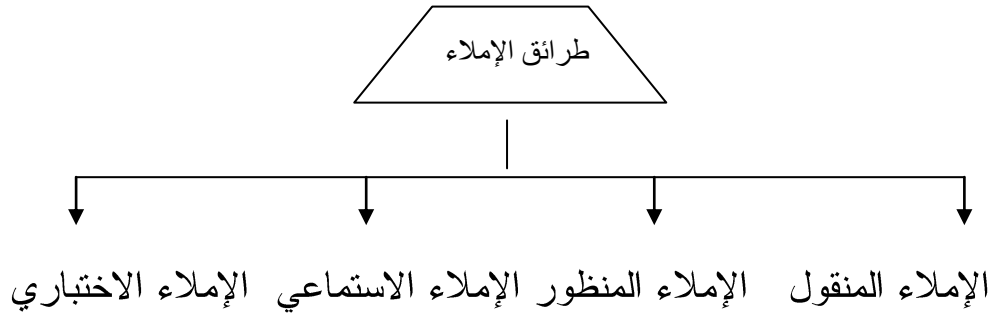 طرائق الإملاء
الإملاء المنقول الإملاء المنظور الإملاء الاستماعي الإملاء الاختباري